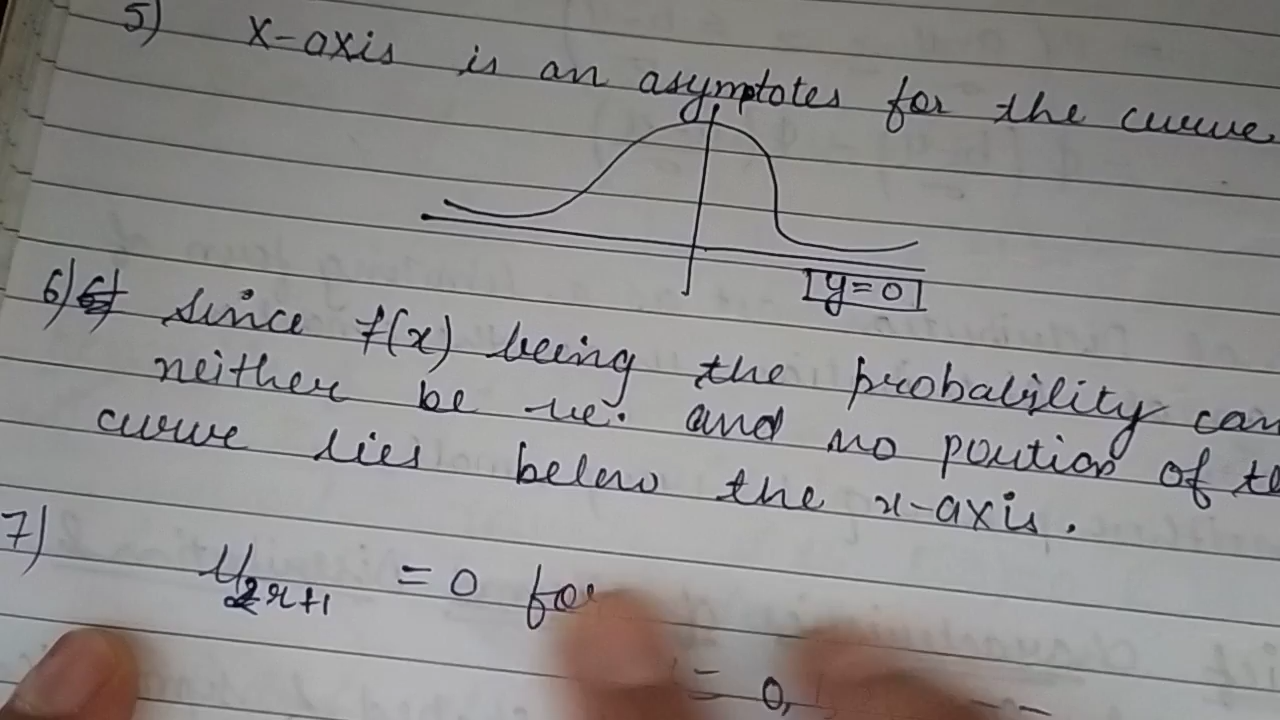 5) X-axis is an asymptotes for the curve
y=0
6) Since f(x) being the probability can
neither be -ve. and no portion of
curve lies below the x-axis.
7) μ2r+1 = 0 for
= 0,